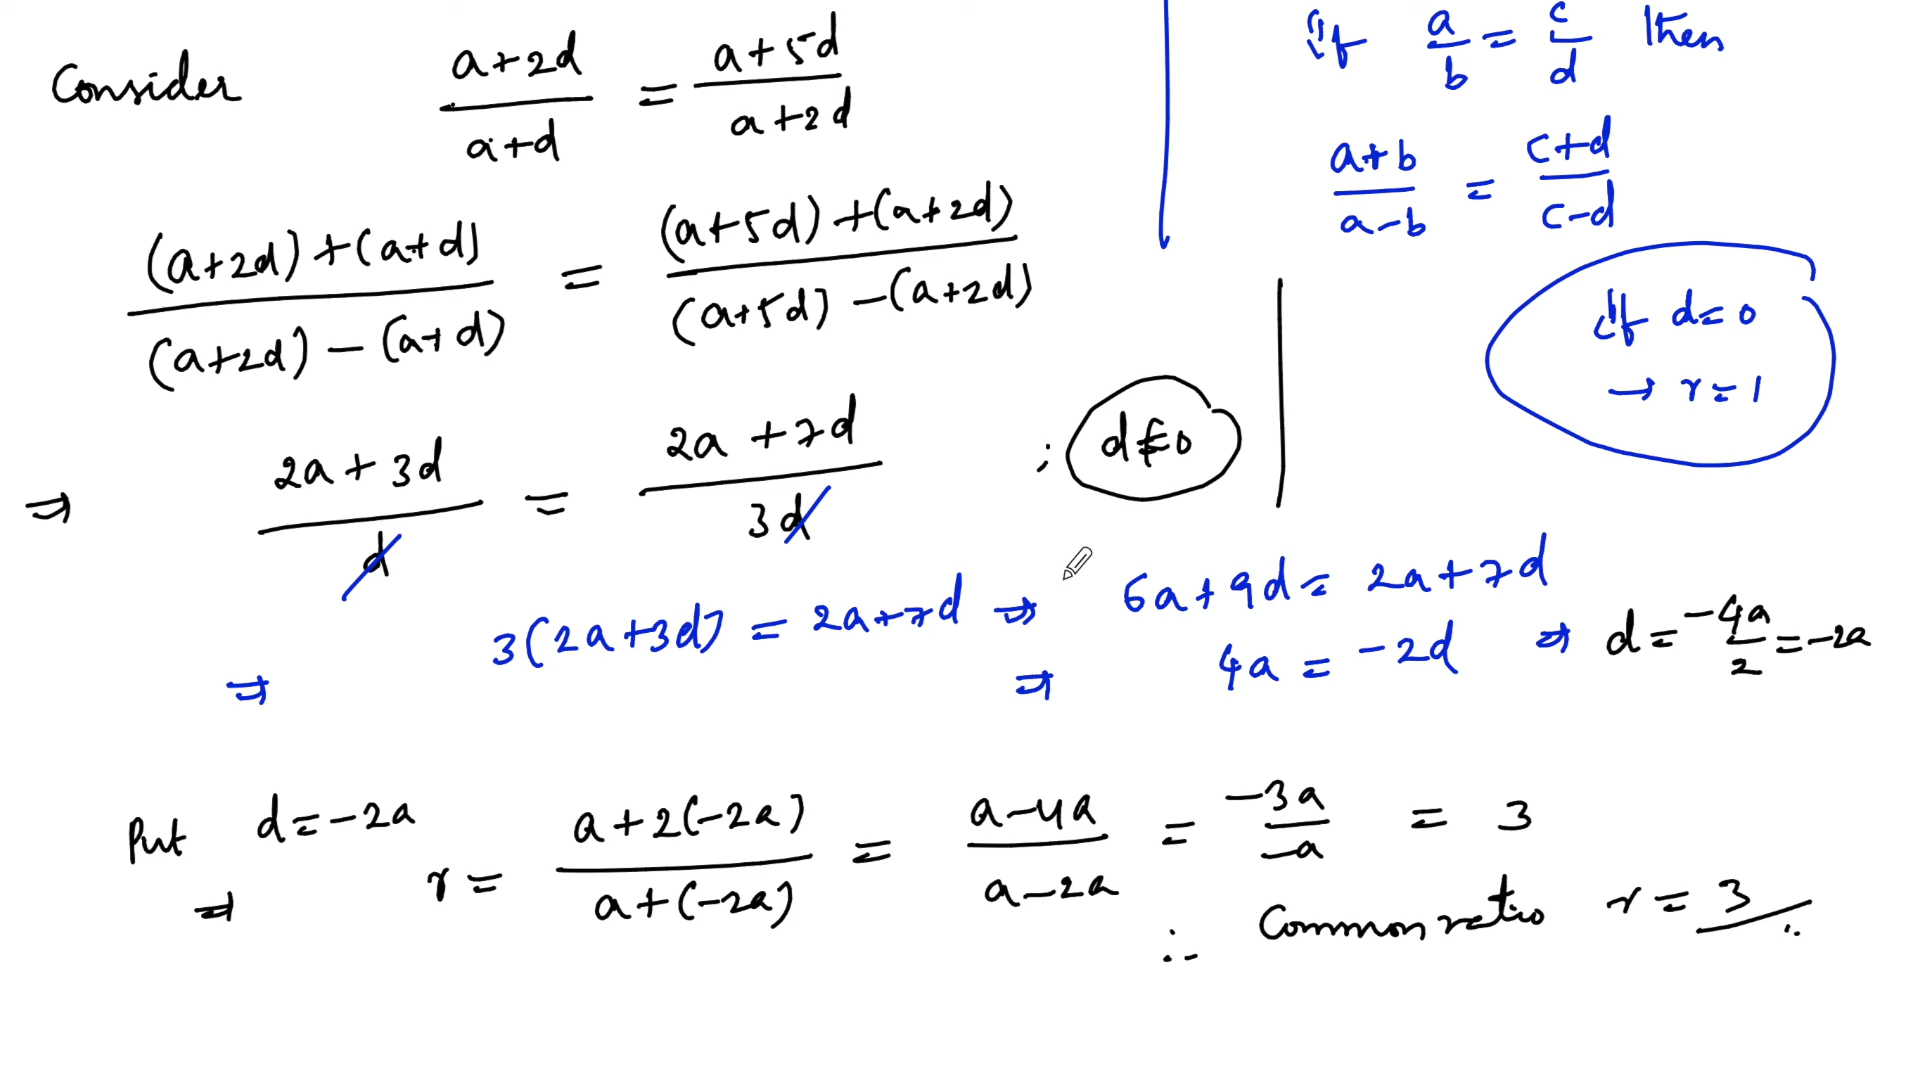 Consider (a+2d)/(a+d) = (a+5d)/(a+2d)
If a/b = c/d then
(a+b)/(a-b) = (c+d)/(c-d)
((a+2d)+(a+d))/((a+2d)-(a+d)) = ((a+5d)+(a+2d))/((a+5d)-(a+2d))
If d=0
→ r=1
⇒ (2a+3d)/d = (2a+7d)/3d ; d≠0
⇒ 3(2a+3d) = 2a+7d ⇒ 6a+9d = 2a+7d
⇒ 4a = -2d ⇒ d = -4a/2 = -2a
Put d=-2a
⇒ r = (a+2(-2a))/(a+(-2a)) = (a-4a)/(a-2a) = -3a/-a = 3
∴ Common ratio r = 3